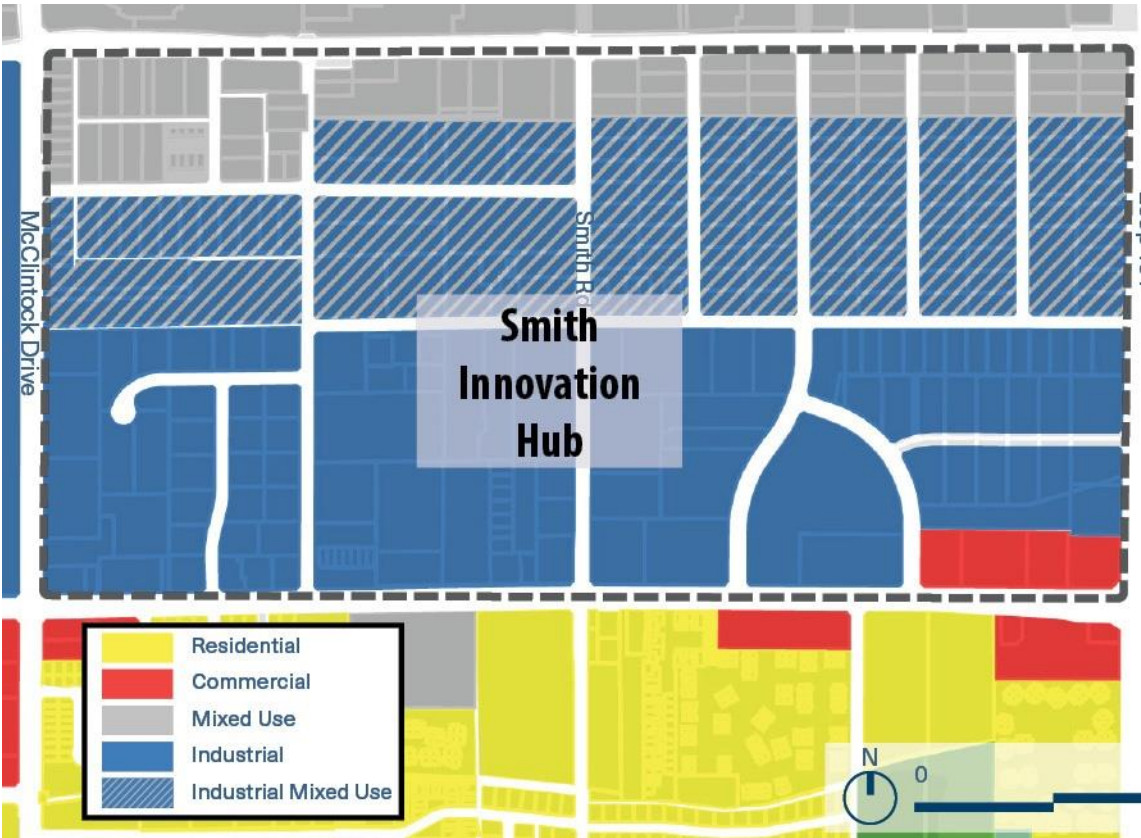 McClintock Drive
Smith Rd
Smith
Innovation
Hub
Residential
Commercial
Mixed Use
Industrial
Industrial Mixed Use
N
0